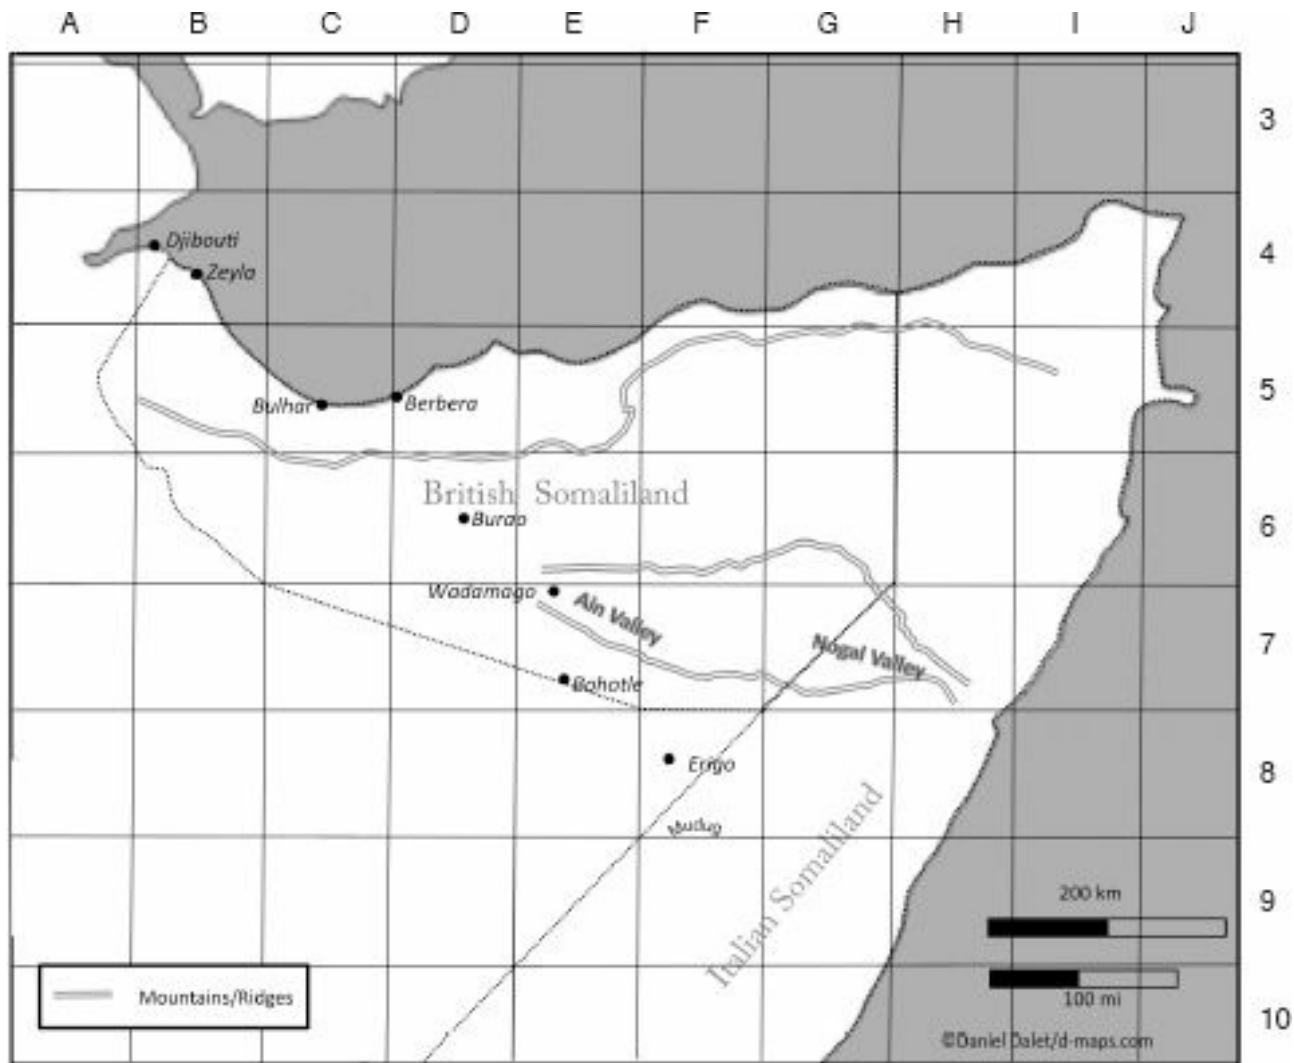 A B C D E F G H I J
3
Djibouti
4
Zeyla
Bulhar
Berbera
5
British Somaliland
Burao
6
Wadamago
Ain Valley
Nogal Valley
7
Bohotle
Erigo
8
Mudug
Italian Somaliland
200 km
9
Mountains/Ridges
100 mi
10
©Daniel Dalet/d-maps.com